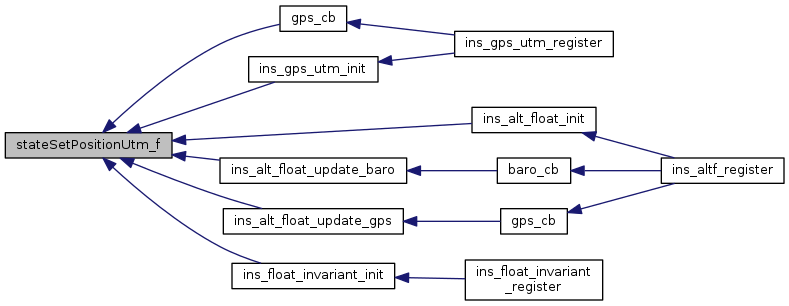 gps_cb
ins_gps_utm_register
ins_gps_utm_init
ins_alt_float_init
stateSetPositionUtm_f
ins_alt_float_update_baro
baro_cb
ins_altf_register
ins_alt_float_update_gps
gps_cb
ins_float_invariant_init
ins_float_invariant
_register